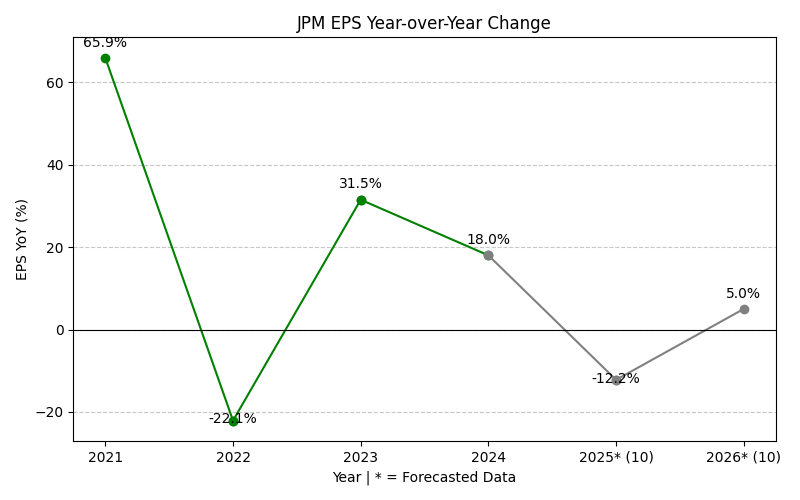 JPM EPS Year-over-Year Change
65.9%
60
40
31.5%
EPS YoY (%)
20
18.0%
5.0%
0
-12.2%
-20
-22.1%
2021 2022 2023 2024 2025* (10) 2026* (10)
Year | * = Forecasted Data